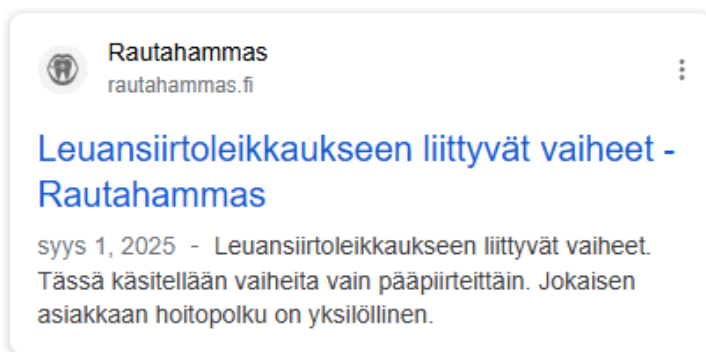 Rautahammas
rautahammas.fi
Leuansiirtoleikkaukseen liittyvät vaiheet -
Rautahammas
syys 1, 2025 - Leuansiirtoleikkaukseen liittyvät vaiheet.
Tässä käsitellään vaiheita vain pääpiirteittäin. Jokaisen
asiakkaan hoitopolku on yksilöllinen.